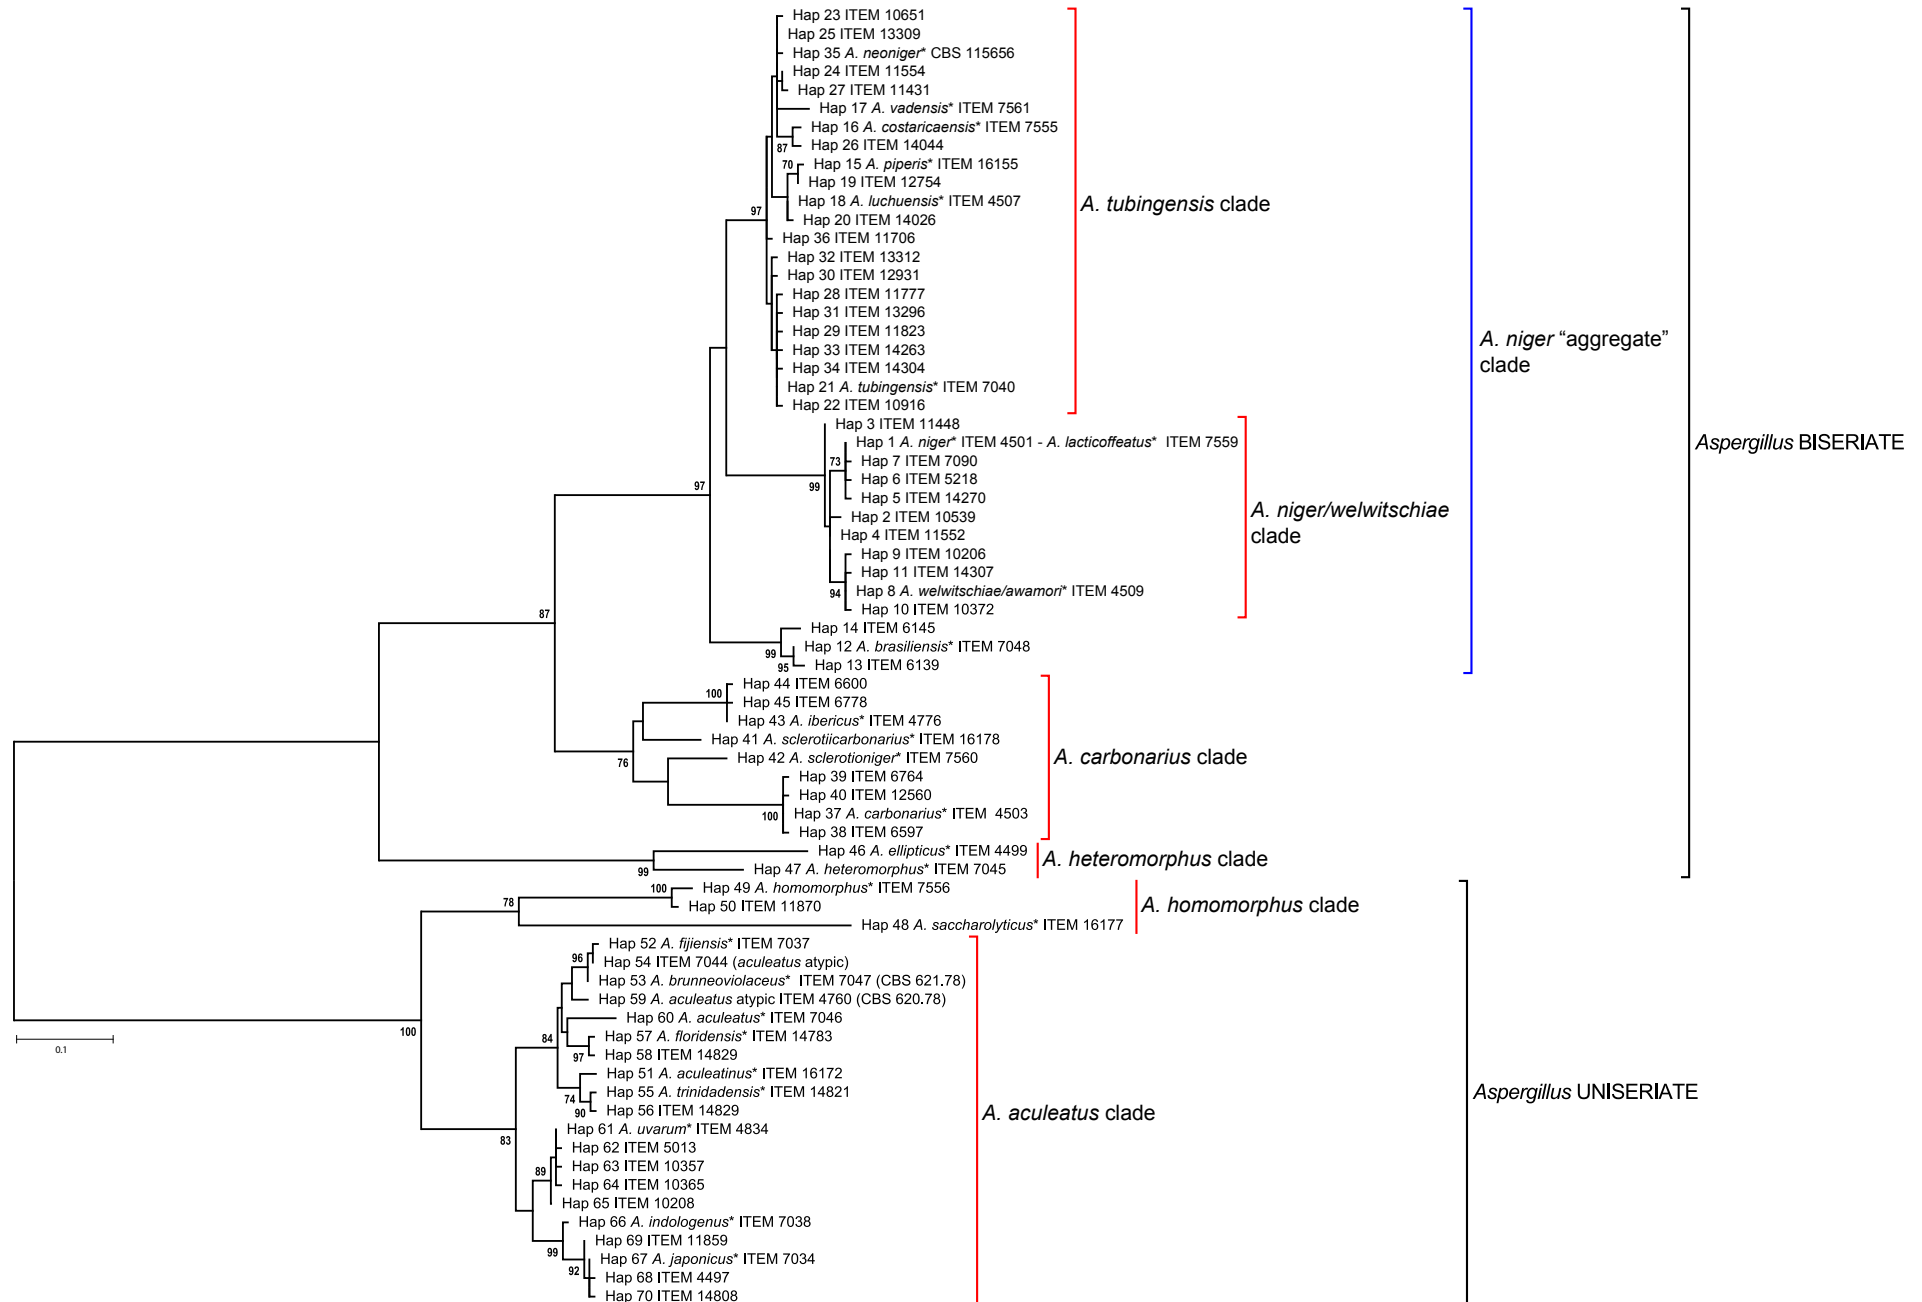 Hap 23 ITEM 10651
Hap 25 ITEM 13309
Hap 35 A. neoniger* CBS 115656
Hap 24 ITEM 11554
Hap 27 ITEM 11431
Hap 17 A. vadensis* ITEM 7561
Hap 16 A. costaricaensis* ITEM 7555
87
Hap 26 ITEM 14044
70
Hap 15 A. piperis* ITEM 16155
Hap 19 ITEM 12754
Hap 18 A. luchuensis* ITEM 4507
97
Hap 20 ITEM 14026
Hap 36 ITEM 11706
Hap 32 ITEM 13312
Hap 30 ITEM 12931
Hap 28 ITEM 11777
Hap 31 ITEM 13296
Hap 29 ITEM 11823
Hap 33 ITEM 14263
Hap 34 ITEM 14304
Hap 21 A. tubingensis* ITEM 7040
Hap 22 ITEM 10916
A. tubingensis clade
Hap 3 ITEM 11448
Hap 1 A. niger* ITEM 4501 - A. lacticoffeatus* ITEM 7559
73
Hap 7 ITEM 7090
Hap 6 ITEM 5218
97
99
Hap 5 ITEM 14270
Hap 2 ITEM 10539
Hap 4 ITEM 11552
Hap 9 ITEM 10206
Hap 11 ITEM 14307
94
Hap 8 A. welwitschiae/awamori* ITEM 4509
Hap 10 ITEM 10372
A. niger/welwitschiae
clade
87
Hap 14 ITEM 6145
Hap 12 A. brasiliensis* ITEM 7048
99
95
Hap 13 ITEM 6139
A. niger “aggregate”
clade
Hap 44 ITEM 6600
100
Hap 45 ITEM 6778
Hap 43 A. ibericus* ITEM 4776
Hap 41 A. sclerotiicarbonarius* ITEM 16178
76
Hap 42 A. sclerotioniger* ITEM 7560
Hap 39 ITEM 6764
Hap 40 ITEM 12560
100
Hap 37 A. carbonarius* ITEM 4503
Hap 38 ITEM 6597
A. carbonarius clade
Hap 46 A. ellipticus* ITEM 4499
99
Hap 47 A. heteromorphus* ITEM 7045
A. heteromorphus clade
Aspergillus BISERIATE
100
Hap 49 A. homomorphus* ITEM 7556
78
Hap 50 ITEM 11870
Hap 48 A. saccharolyticus* ITEM 16177
A. homomorphus clade
Hap 52 A. fijiensis* ITEM 7037
96
Hap 54 ITEM 7044 (aculeatus atypic)
Hap 53 A. brunneoviolaceus* ITEM 7047 (CBS 621.78)
Hap 59 A. aculeatus atypic ITEM 4760 (CBS 620.78)
Hap 60 A. aculeatus* ITEM 7046
100
84
Hap 57 A. floridensis* ITEM 14783
97
Hap 58 ITEM 14829
0.1
Hap 51 A. aculeatinus* ITEM 16172
Hap 55 A. trinidadensis* ITEM 14821
74
90
Hap 56 ITEM 14829
83
Hap 61 A. uvarum* ITEM 4834
Hap 62 ITEM 5013
89
Hap 63 ITEM 10357
Hap 64 ITEM 10365
Hap 65 ITEM 10208
Hap 66 A. indologenus* ITEM 7038
Hap 69 ITEM 11859
99
Hap 67 A. japonicus* ITEM 7034
92
Hap 68 ITEM 4497
Hap 70 ITEM 14808
A. aculeatus clade
Aspergillus UNISERIATE